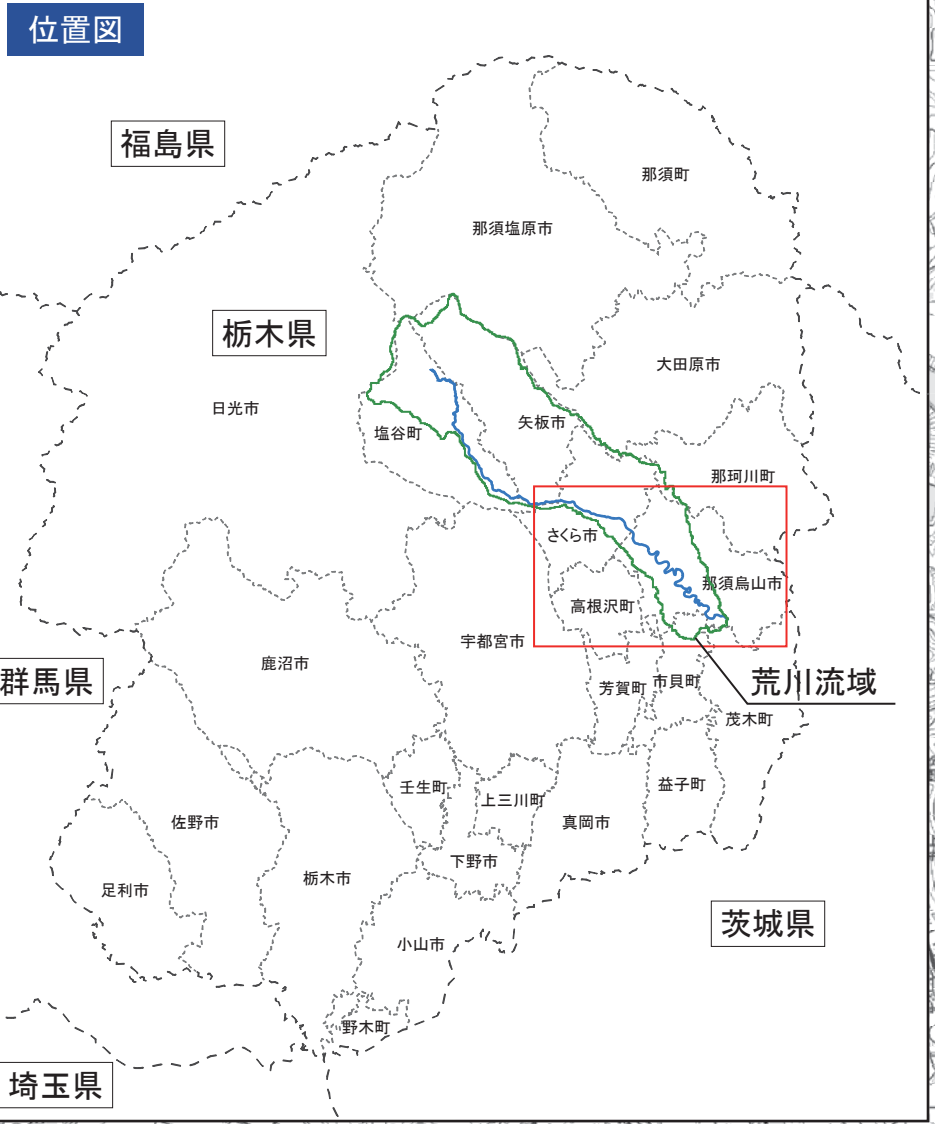 位置図
福島県
那須町
那須塩原市
栃木県
大田原市
日光市
矢板市
塩谷町
那珂川町
さくら市
那須烏山市
高根沢町
宇都宮市
鹿沼市
群馬県
芳賀町
市貝町
荒川流域
茂木町
壬生町
上三川町
益子町
佐野市
真岡市
下野市
栃木市
足利市
茨城県
小山市
野木町
埼玉県